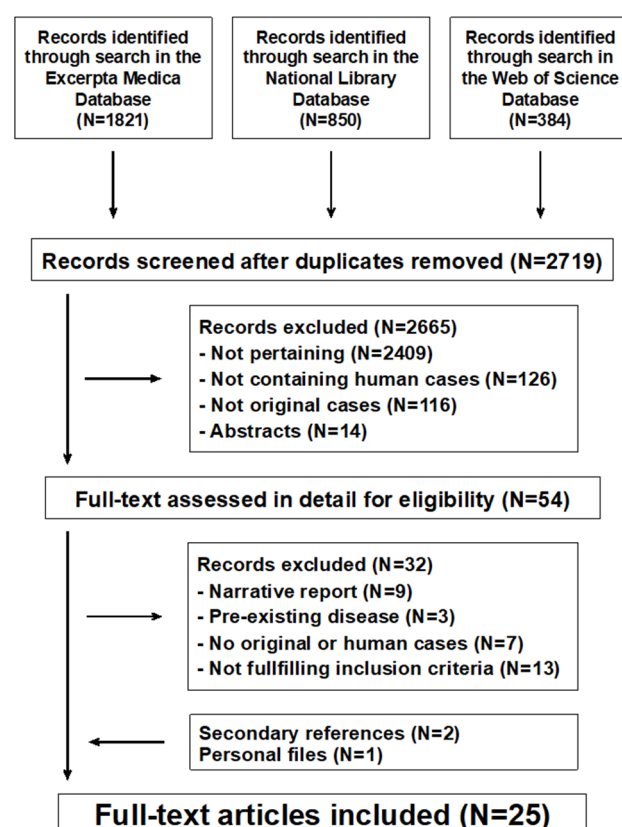 Records identified
through search in the
Excerpta Medica
Database
(N=1821)
Records identified
through search in the
National Library
Database
(N=850)
Records identified
through search in
the Web of Science
Database
(N=384)
Records screened after duplicates removed (N=2719)
Records excluded (N=2665)
- Not pertaining (N=2409)
- Not containing human cases (N=126)
- Not original cases (N=116)
- Abstracts (N=14)
Full-text assessed in detail for eligibility (N=54)
Records excluded (N=32)
- Narrative report (N=9)
- Pre-existing disease (N=3)
- No original or human cases (N=7)
- Not fullfilling inclusion criteria (N=13)
Secondary references (N=2)
Personal files (N=1)
Full-text articles included (N=25)